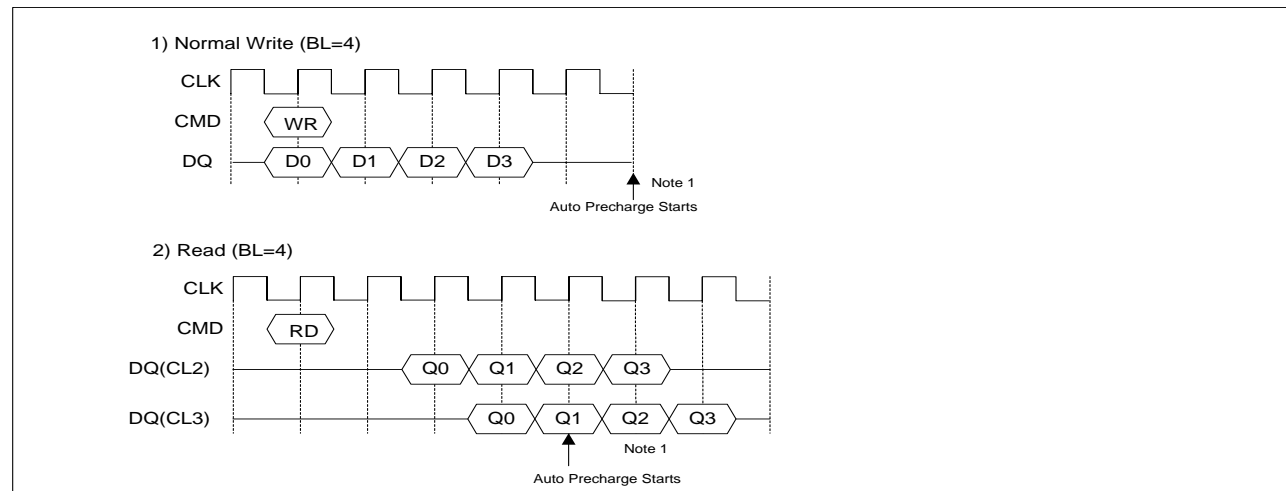 1) Normal Write (BL=4)
CLK
CMD WR
DQ D0 D1 D2 D3
Note 1
Auto Precharge Starts
2) Read (BL=4)
CLK
CMD RD
DQ(CL2) Q0 Q1 Q2 Q3
DQ(CL3) Q0 Q1 Q2 Q3
Note 1
Auto Precharge Starts